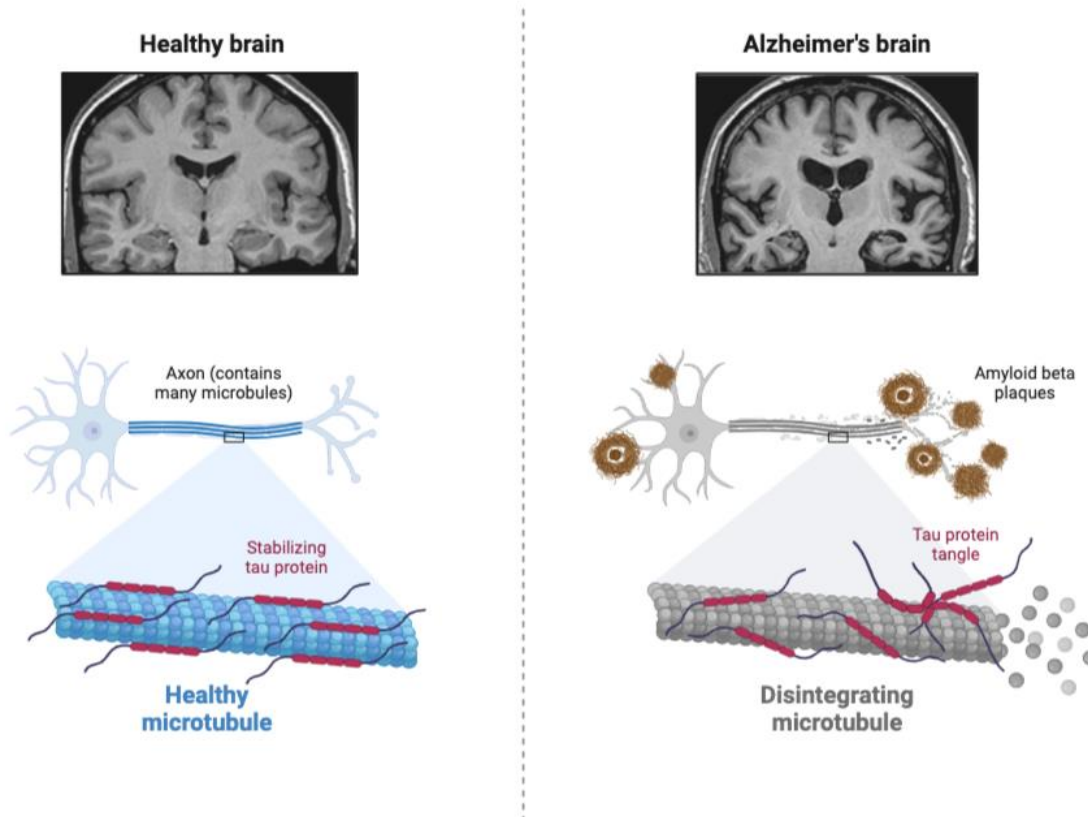 Healthy brain
Alzheimer's brain
Axon (contains
many microbules)
Amyloid beta
plaques
Stabilizing
tau protein
Tau protein
tangle
Healthy
microtubule
Disintegrating
microtubule